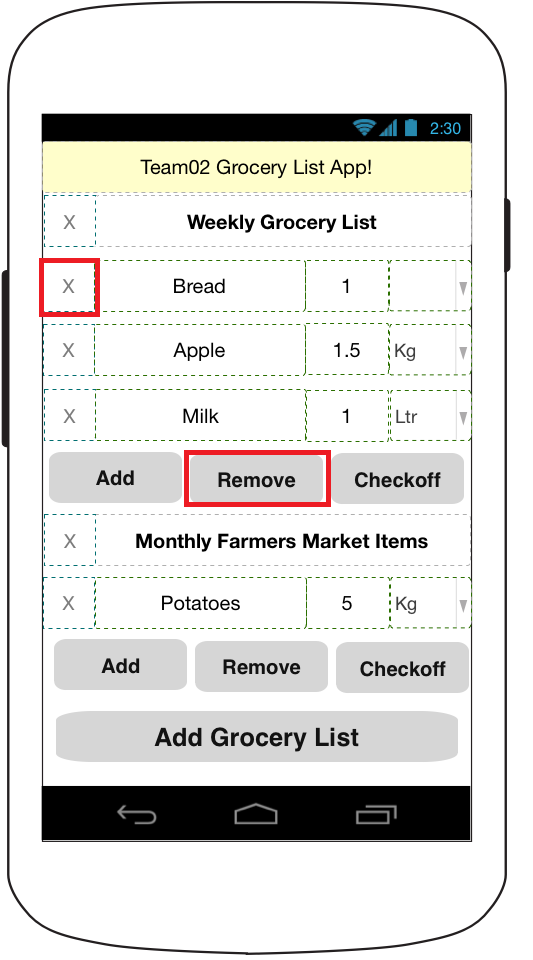 2:30
Team02 Grocery List App!
X Weekly Grocery List
X Bread 1
X Apple 1.5 Kg
X Milk 1 Ltr
Add Remove Checkoff
X Monthly Farmers Market Items
X Potatoes 5 Kg
Add Remove Checkoff
Add Grocery List